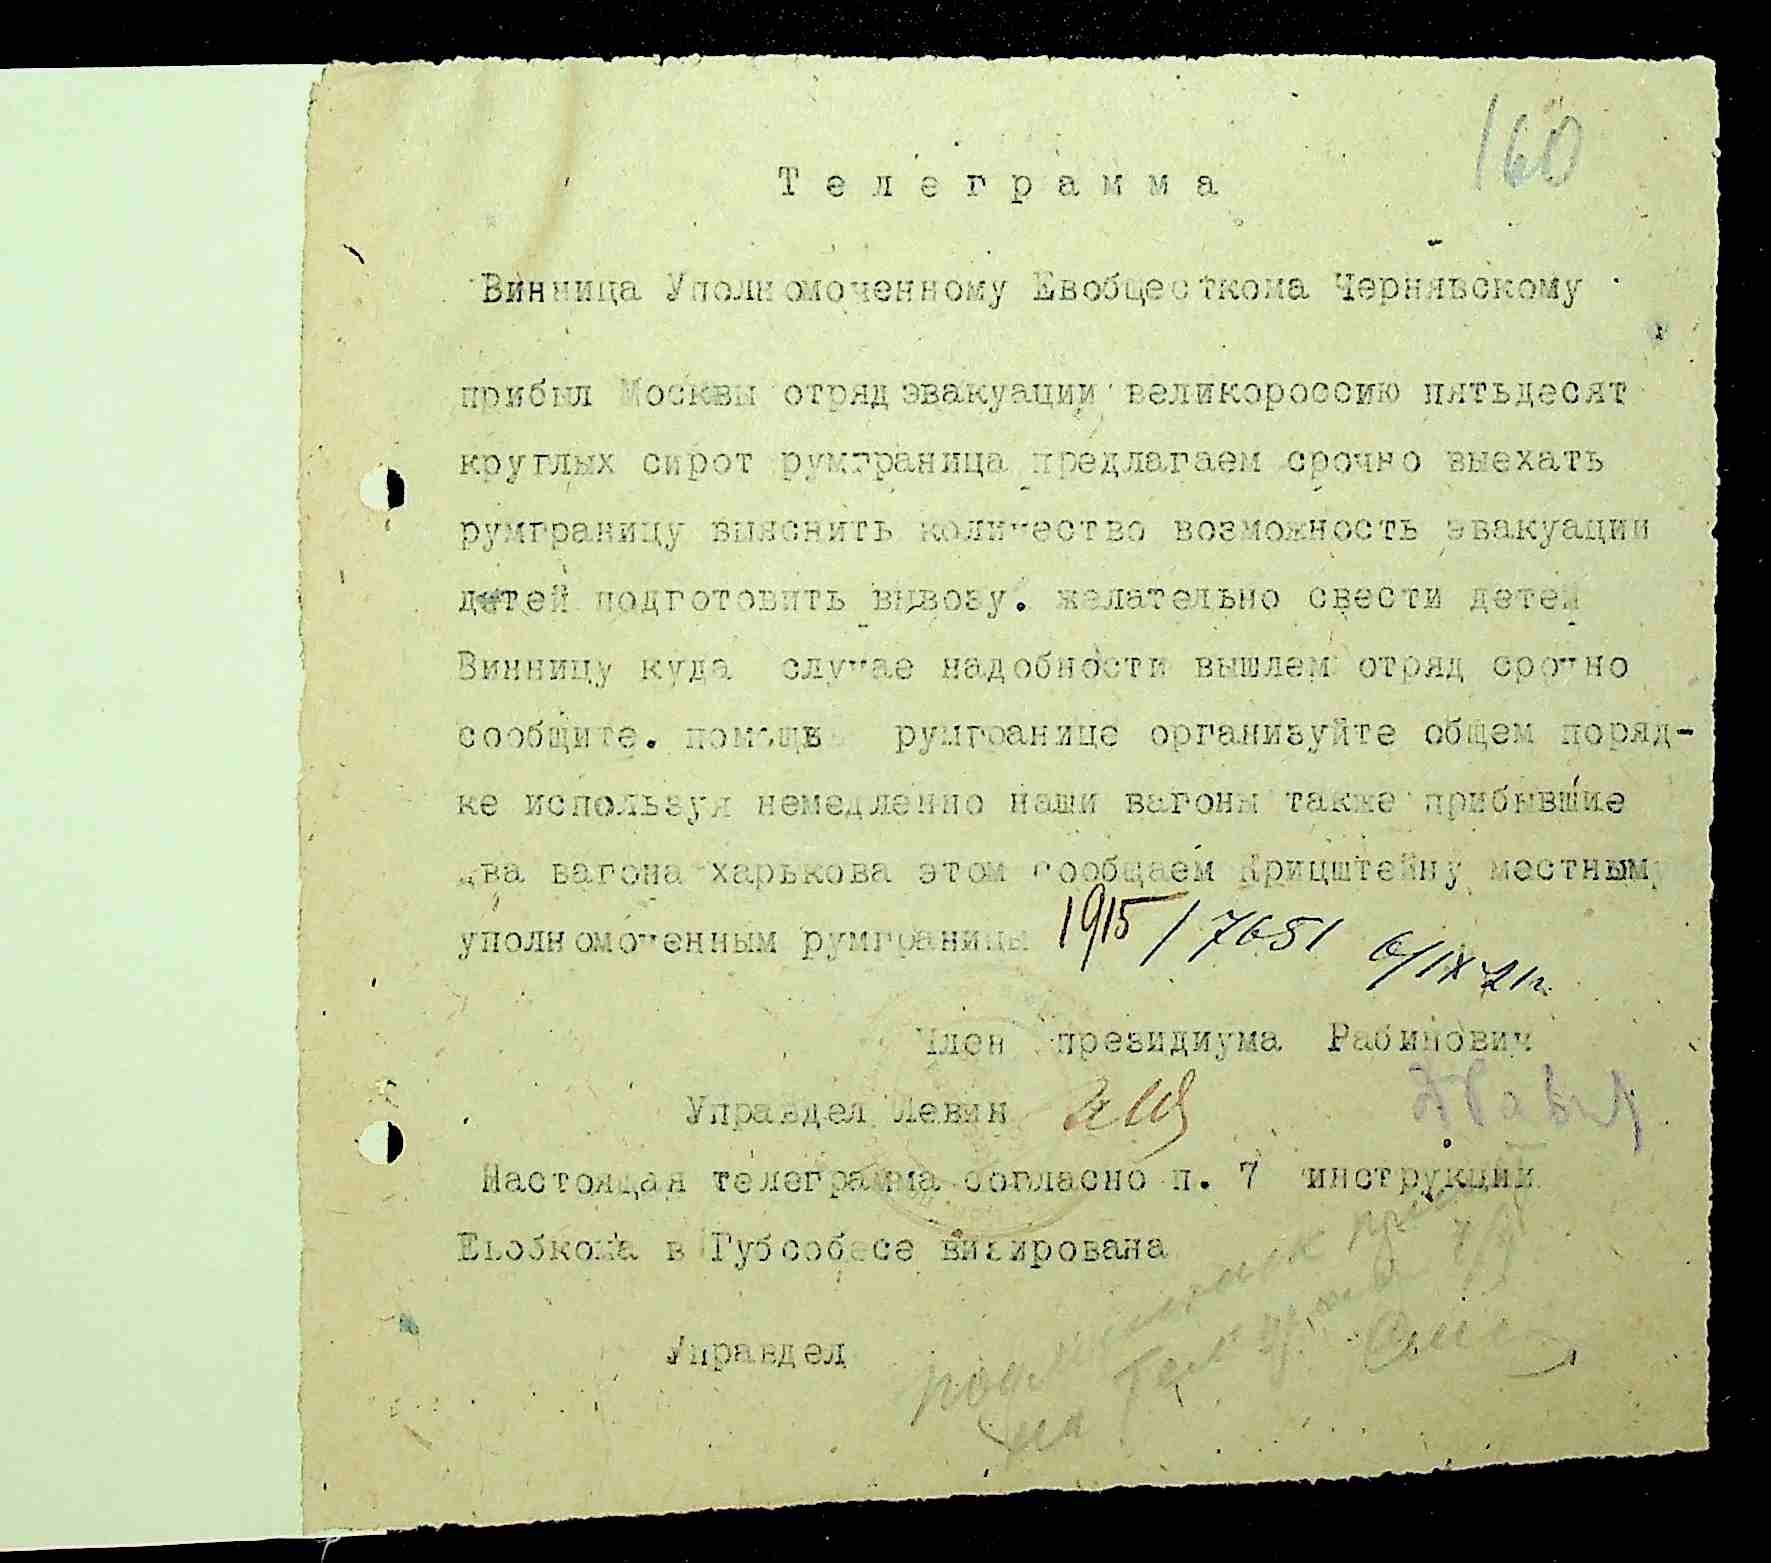 160
Телеграмма
Винница Уполномоченному Евобщесткома Чернявскому
прибыл Москвы отряд эвакуации великороссию пятьдесят
круглых сирот румграница предлагаем срочно выехать
румграницу выяснить количество возможность эвакуации
детей подготовить вывозу. желательно свести детей
Винницу куда случае надобности вышлем отряд срочно
сообщите. помощь румгранице организуйте общем поряд-
ке используя немедленно наши вагоны также прибывшие
два вагона харькова этом сообщаем Крицштейну местным
уполномоченным румграницы 1915/7651 6/IX 21г.
Член президиума Рабинович
Управдел Левин
Настоящая телеграмма согласно п. 7 инструкции
Евобкома в Губсобесе визирована
Управдел